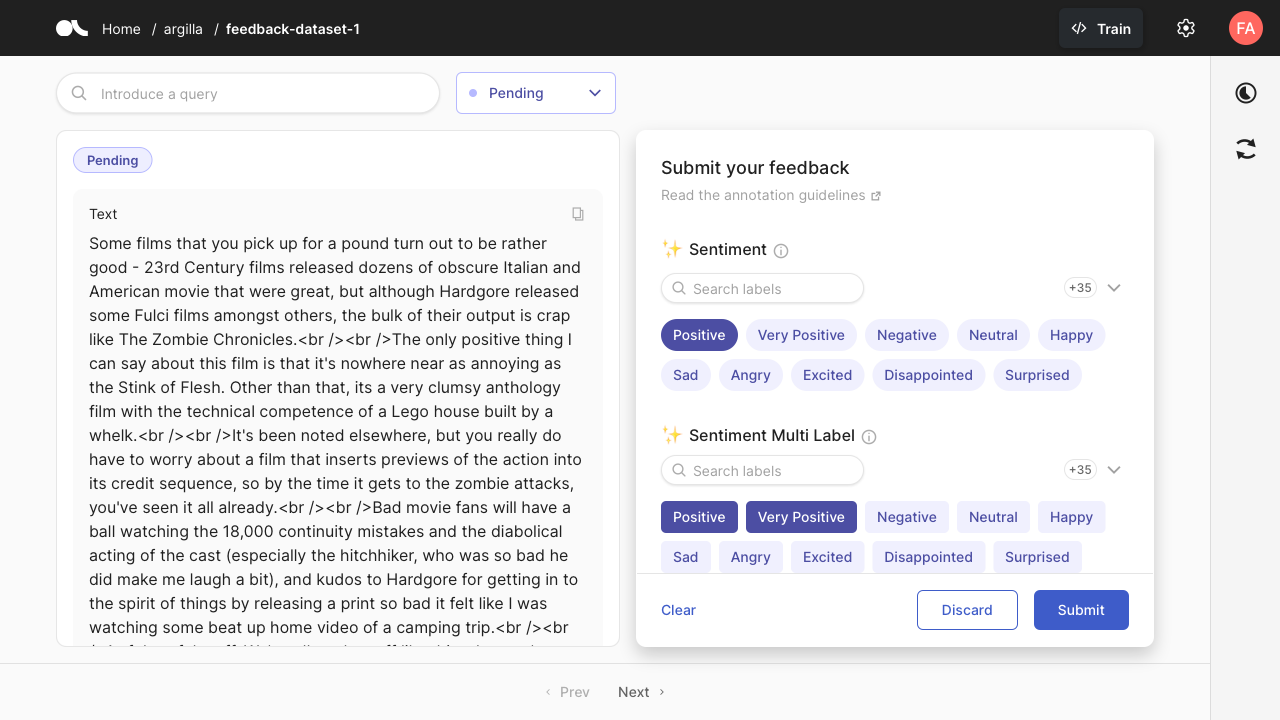 Home / argilla / feedback-dataset-1
Train
FA
Introduce a query
Pending
Pending
Text
Some films that you pick up for a pound turn out to be rather
good - 23rd Century films released dozens of obscure Italian and
American movie that were great, but although Hardgore released
some Fulci films amongst others, the bulk of their output is crap
like The Zombie Chronicles.<br /><br />The only positive thing I
can say about this film is that it's nowhere near as annoying as
the Stink of Flesh. Other than that, its a very clumsy anthology
film with the technical competence of a Lego house built by a
whelk.<br /><br />It's been noted elsewhere, but you really do
have to worry about a film that inserts previews of the action into
its credit sequence, so by the time it gets to the zombie attacks,
you've seen it all already.<br /><br />Bad movie fans will have a
ball watching the 18,000 continuity mistakes and the diabolical
acting of the cast (especially the hitchhiker, who was so bad he
did make me laugh a bit), and kudos to Hardgore for getting in to
the spirit of things by releasing a print so bad it felt like I was
watching some beat up home video of a camping trip.<br /><br
Submit your feedback
Read the annotation guidelines
✨ Sentiment
Search labels
+35
Positive Very Positive Negative Neutral Happy
Sad Angry Excited Disappointed Surprised
✨ Sentiment Multi Label
Search labels
+35
Positive Very Positive Negative Neutral Happy
Sad Angry Excited Disappointed Surprised
Clear
Discard
Submit
Prev
Next